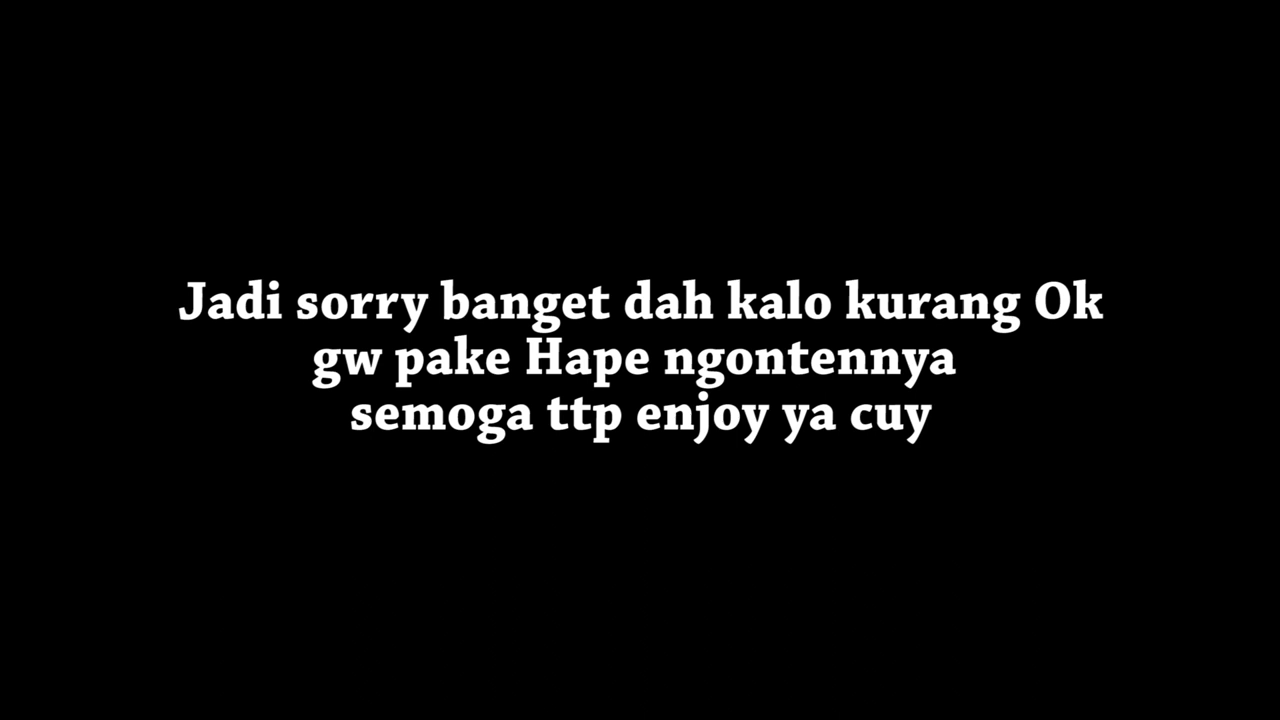 Jadi sorry banget dah kalo kurang Ok
gw pake Hape ngontennya
semoga ttp enjoy ya cuy